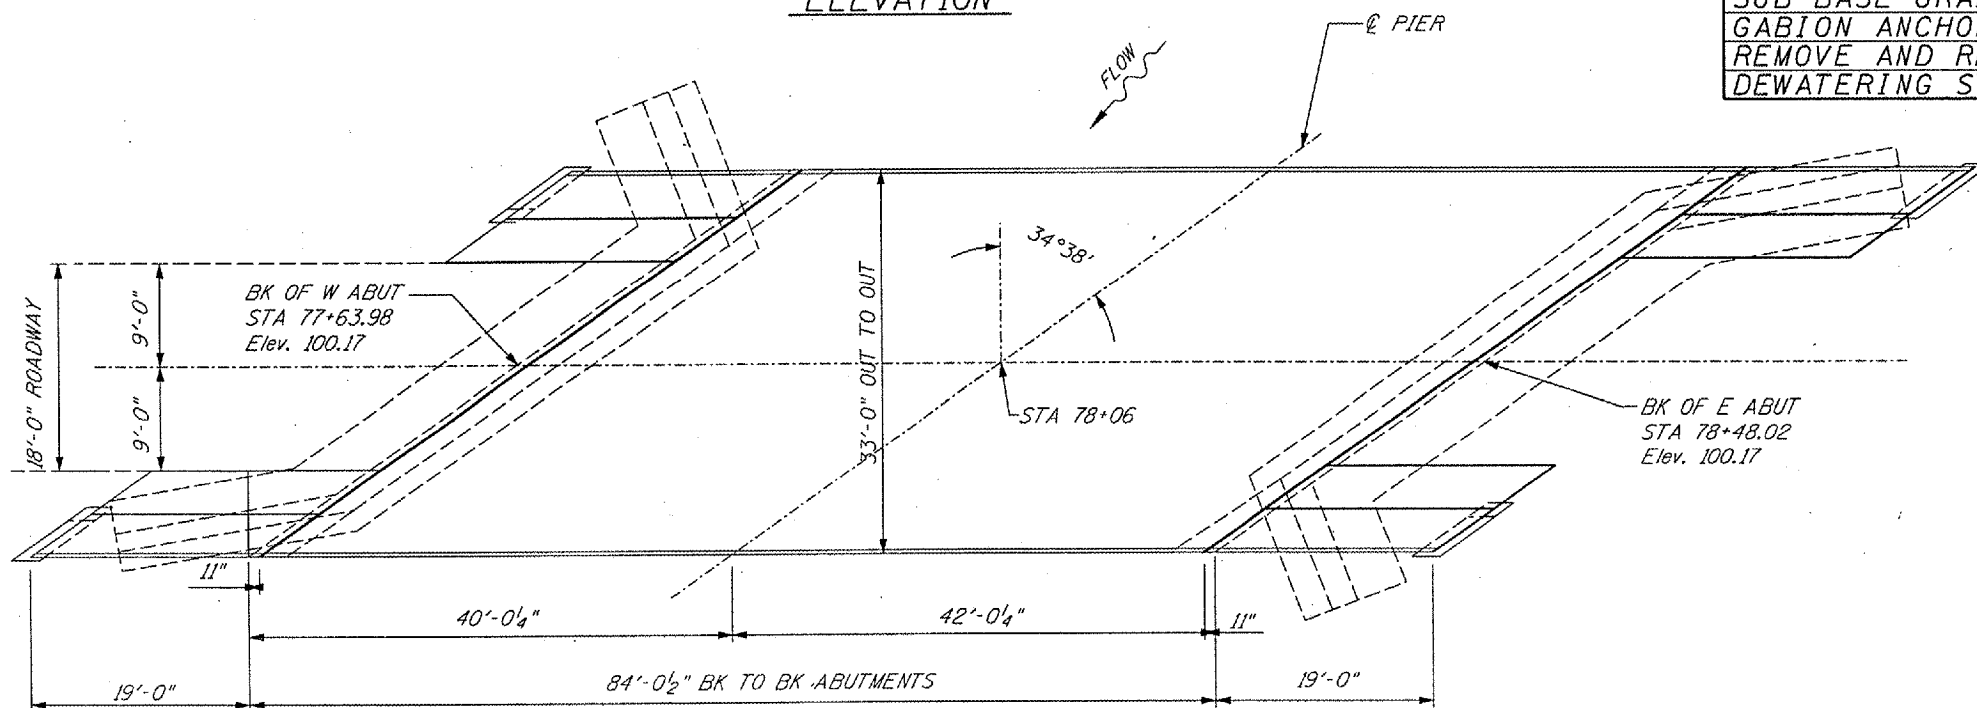 ELEVATION
GABION ANCHO
REMOVE AND R
DEWATERING S
℄ PIER
FLOW
34°38'
BK OF W ABUT
STA 77+63.98
Elev. 100.17
18'-0" ROADWAY
9'-0"
9'-0"
33'-0" OUT TO OUT
STA 78+06
BK OF E ABUT
STA 78+48.02
Elev. 100.17
11"
40'-0¼"
42'-0¼"
11"
19'-0"
84'-0½" BK TO BK ABUTMENTS
19'-0"